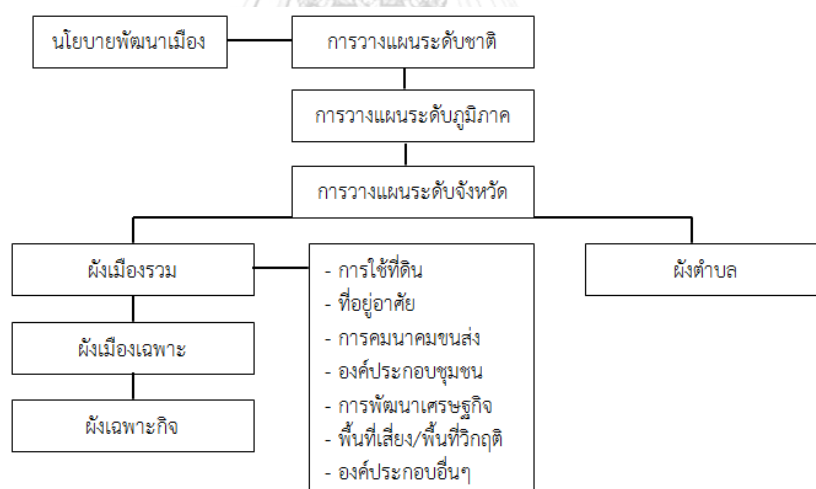 นโยบายพัฒนาเมือง
การวางแผนระดับชาติ
การวางแผนระดับภูมิภาค
การวางแผนระดับจังหวัด
ผังเมืองรวม
- การใช้ที่ดิน
- ที่อยู่อาศัย
- การคมนาคมขนส่ง
- องค์ประกอบชุมชน
- การพัฒนาเศรษฐกิจ
- พื้นที่เสี่ยง/พื้นที่วิกฤติ
- องค์ประกอบอื่นๆ
ผังตำบล
ผังเมืองเฉพาะ
ผังเฉพาะกิจ